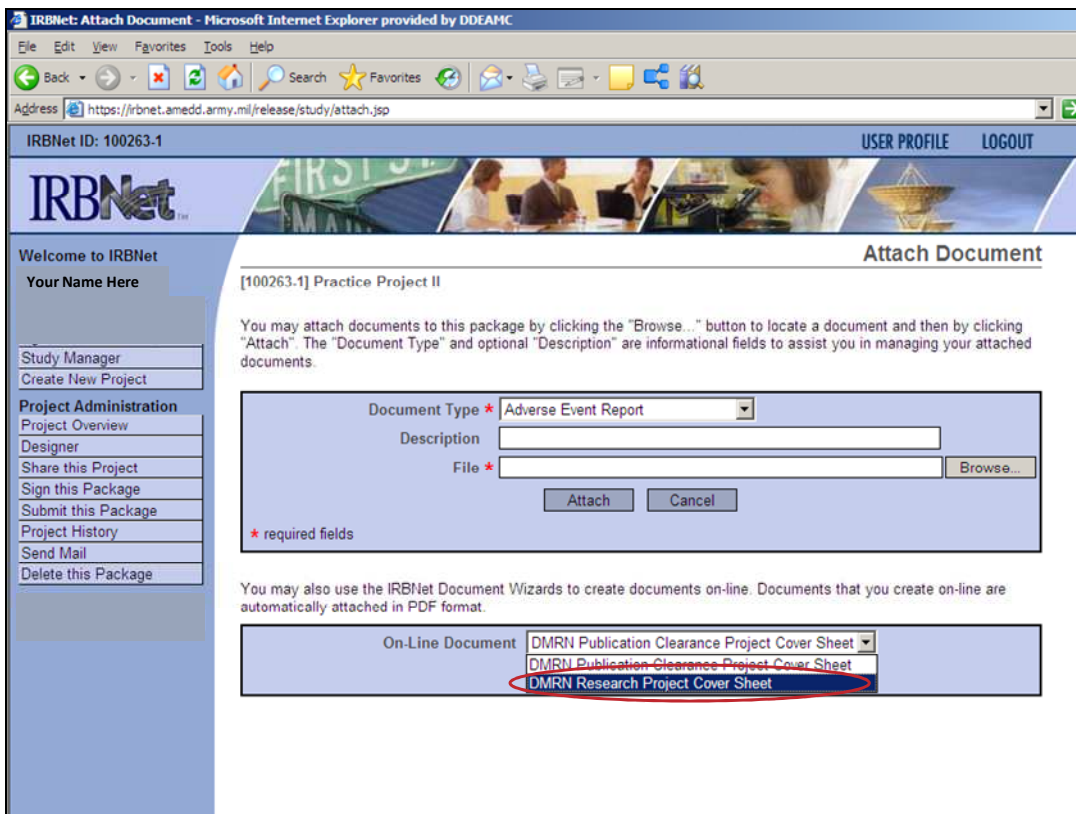 IRBNet: Attach Document - Microsoft Internet Explorer provided by DDEAMC
File Edit View Favorites Tools Help
Back Search Favorites
Address https://irbnet.amedd.army.mil/release/study/attach.jsp
IRBNet ID: 100263-1 USER PROFILE LOGOUT
IRBNet
FIRST ST
MAIN
Welcome to IRBNet
Your Name Here
Study Manager
Create New Project
Project Administration
Project Overview
Designer
Share this Project
Sign this Package
Submit this Package
Project History
Send Mail
Delete this Package
Attach Document
[100263-1] Practice Project II
You may attach documents to this package by clicking the "Browse..." button to locate a document and then by clicking
"Attach". The "Document Type" and optional "Description" are informational fields to assist you in managing your attached
documents.
Document Type * Adverse Event Report
Description
File * Browse...
Attach Cancel
* required fields
You may also use the IRBNet Document Wizards to create documents on-line. Documents that you create on-line are
automatically attached in PDF format.
On-Line Document DMRN Publication Clearance Project Cover Sheet
DMRN Publication Clearance Project Cover Sheet
DMRN Research Project Cover Sheet